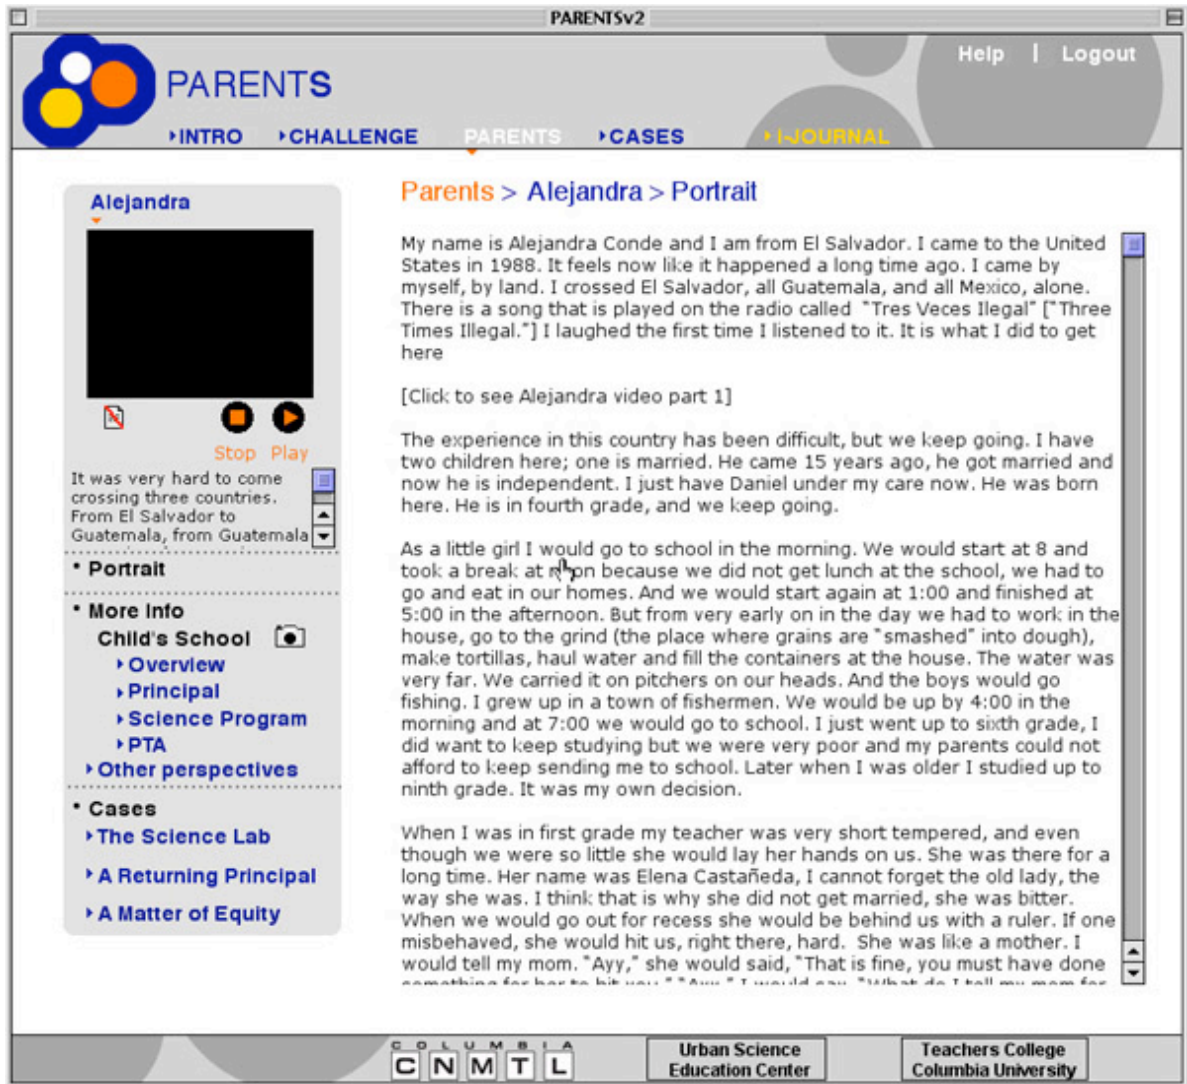 PARENTSv2
Help | Logout
PARENTS
INTRO CHALLENGE PARENTS CASES I-JOURNAL
Alejandra
Stop Play
It was very hard to come
crossing three countries.
From El Salvador to
Guatemala, from Guatemala
• Portrait
• More Info
Child's School
Overview
Principal
Science Program
PTA
Other perspectives
• Cases
The Science Lab
A Returning Principal
A Matter of Equity
Parents > Alejandra > Portrait
My name is Alejandra Conde and I am from El Salvador. I came to the United
States in 1988. It feels now like it happened a long time ago. I came by
myself, by land. I crossed El Salvador, all Guatemala, and all Mexico, alone.
There is a song that is played on the radio called "Tres Veces Ilegal" ["Three
Times Illegal."] I laughed the first time I listened to it. It is what I did to get
here
[Click to see Alejandra video part 1]
The experience in this country has been difficult, but we keep going. I have
two children here; one is married. He came 15 years ago, he got married and
now he is independent. I just have Daniel under my care now. He was born
here. He is in fourth grade, and we keep going.
As a little girl I would go to school in the morning. We would start at 8 and
took a break at noon because we did not get lunch at the school, we had to
go and eat in our homes. And we would start again at 1:00 and finished at
5:00 in the afternoon. But from very early on in the day we had to work in the
house, go to the grind (the place where grains are "smashed" into dough),
make tortillas, haul water and fill the containers at the house. The water was
very far. We carried it on pitchers on our heads. And the boys would go
fishing. I grew up in a town of fishermen. We would be up by 4:00 in the
morning and at 7:00 we would go to school. I just went up to sixth grade, I
did want to keep studying but we were very poor and my parents could not
afford to keep sending me to school. Later when I was older I studied up to
ninth grade. It was my own decision.
When I was in first grade my teacher was very short tempered, and even
though we were so little she would lay her hands on us. She was there for a
long time. Her name was Elena Castañeda, I cannot forget the old lady, the
way she was. I think that is why she did not get married, she was bitter.
When we would go out for recess she would be behind us with a ruler. If one
misbehaved, she would hit us, right there, hard. She was like a mother. I
would tell my mom. "Ayy," she would said, "That is fine, you must have done
COLUMBIA
CNMTL
Urban Science
Education Center
Teachers College
Columbia University